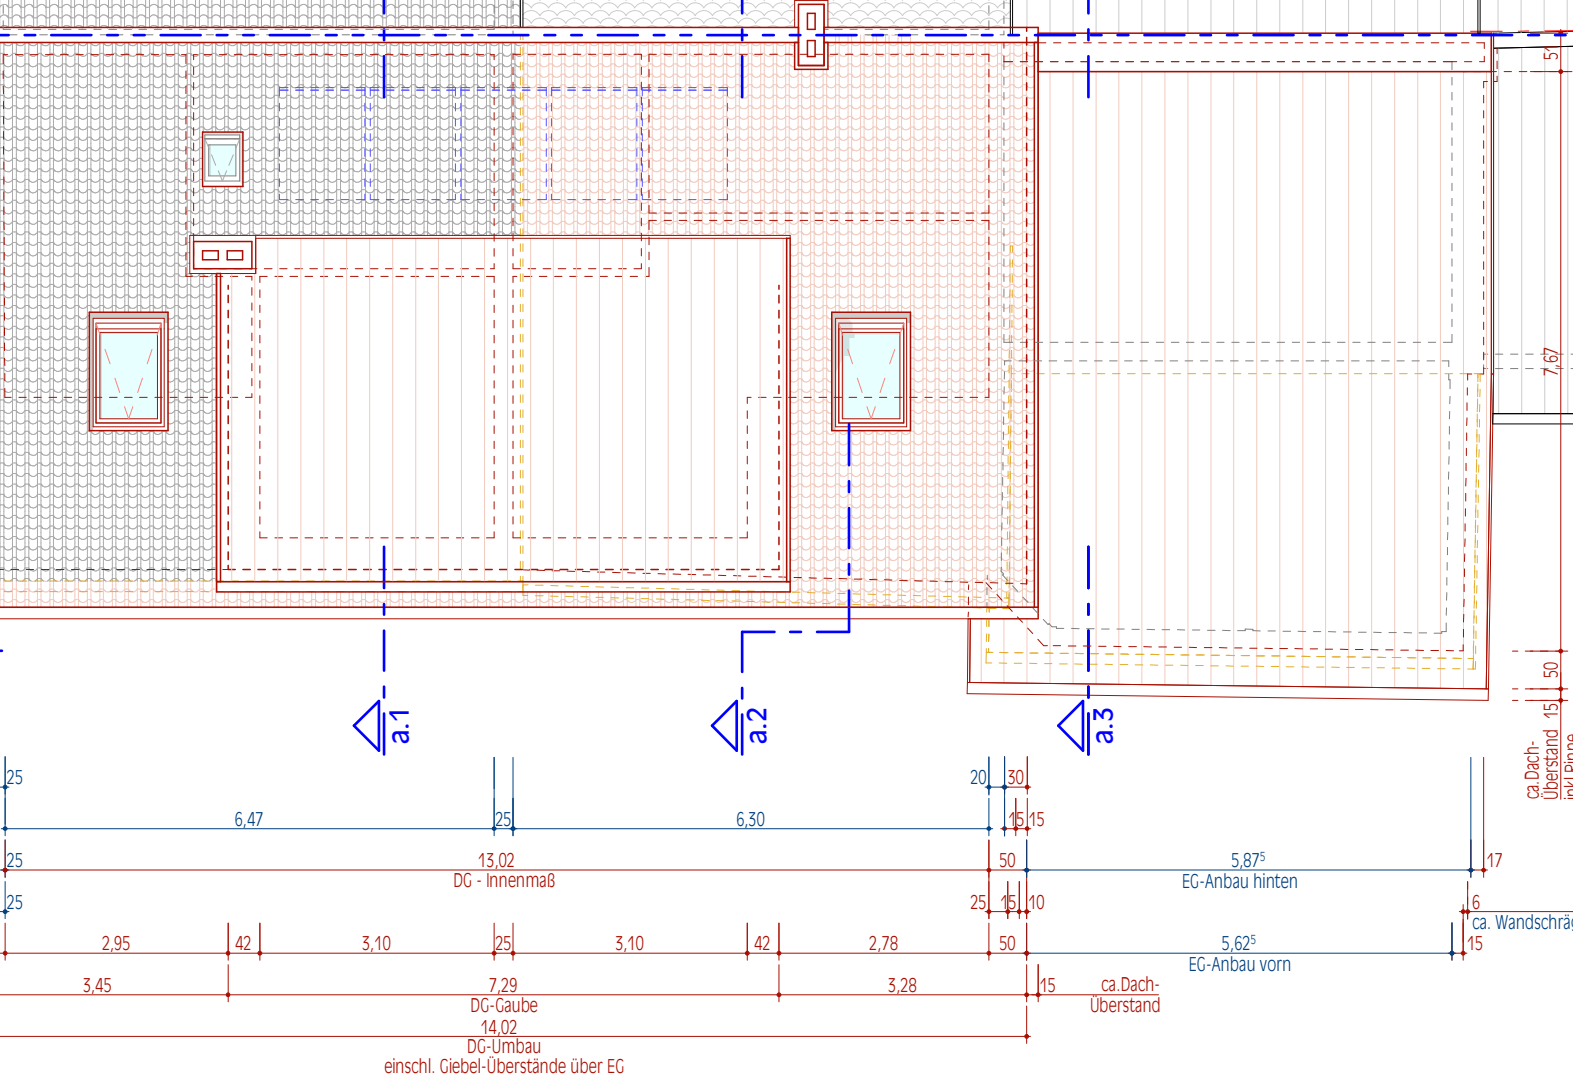 51
7,67
50
15
ca.Dach-
Überstand
inkl.Rinne
a.1
a.2
a.3
25
20
30
6,47
25
6,30
15
15
25
13,02
50
5,87⁵
17
DG - Innenmaß
EG-Anbau hinten
25
25
15
10
6
ca. Wandschräg
2,95
42
3,10
25
3,10
42
2,78
50
5,62⁵
15
EG-Anbau vorn
3,45
7,29
3,28
15
ca.Dach-
Überstand
DG-Gaube
14,02
DG-Umbau
einschl. Giebel-Überstände über EG